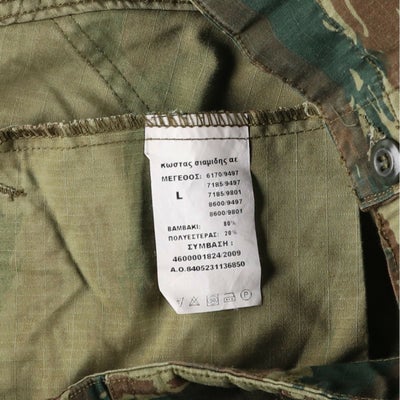 κωστας σιαμιδης αε
ΜΕΓΕΘΟΣ: 6170/9497
7185/9497
L 7185/9801
8600/9497
8600/9801
ΒΑΜΒΑΚΙ: 80%
ΠΟΛΥΕΣΤΕΡΑΣ: 20%
ΣΥΜΒΑΣΗ :
4600001824/2009
Α.Ο.8405231136850